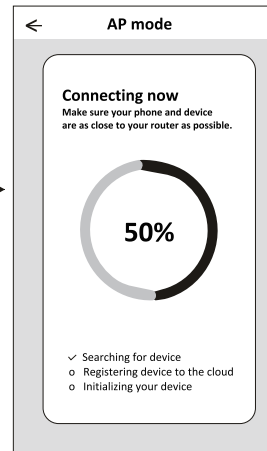 AP mode
Connecting now
Make sure your phone and device
are as close to your router as possible.
50%
✓ Searching for device
o Registering device to the cloud
o Initializing your device